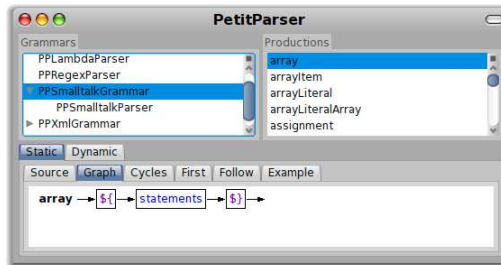 PetitParser
Grammars
PPLambdaParser
PPRegexParser
PPSmalltalkGrammar
PPSmalltalkParser
PPXmlGrammar
Productions
array
arrayItem
arrayLiteral
arrayLiteralArray
assignment
Static Dynamic
Source Graph Cycles First Follow Example
array ${ statements $}